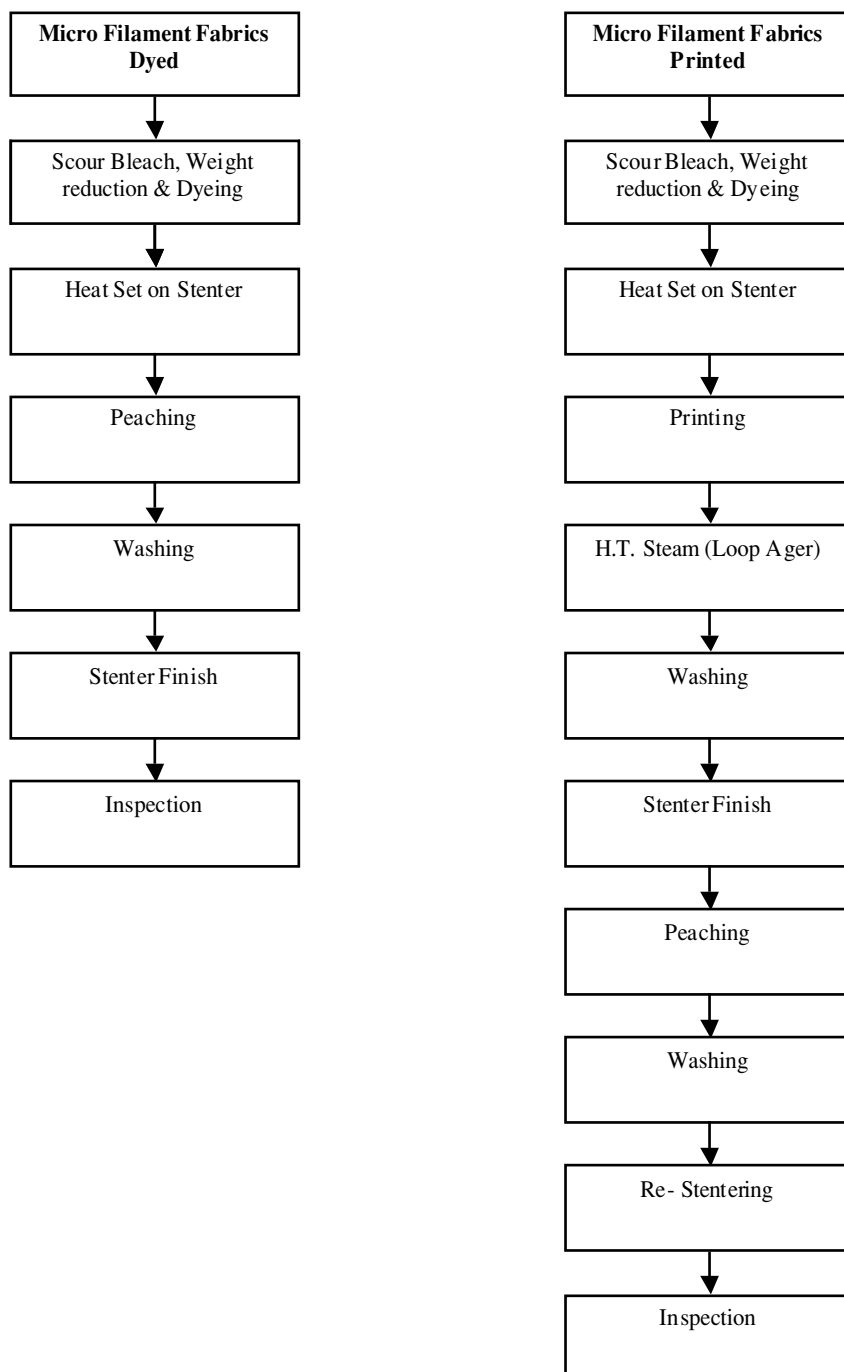 Micro Filament Fabrics
Dyed
Scour Bleach, Weight
reduction & Dyeing
Heat Set on Stenter
Peaching
Washing
Stenter Finish
Inspection
Micro Filament Fabrics
Printed
Scour Bleach, Weight
reduction & Dyeing
Heat Set on Stenter
Printing
H.T. Steam (Loop Ager)
Washing
Stenter Finish
Peaching
Washing
Re- Stentering
Inspection